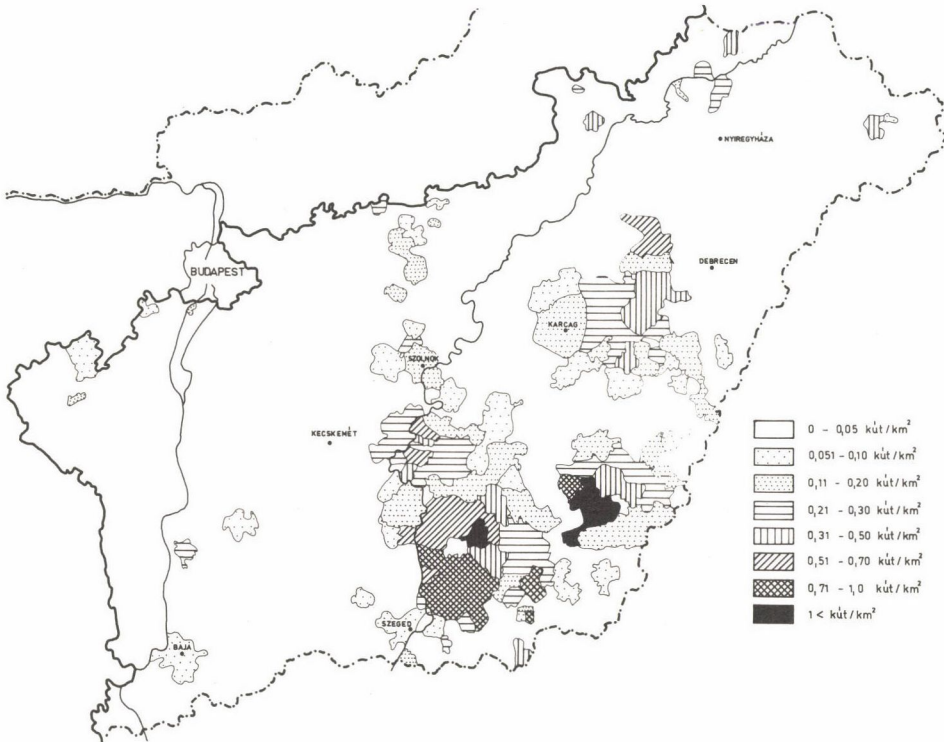 NYIREGYHÁZA
BUDAPEST
DEBRECEN
KARCAG
SZOLNOK
KECSKEMÉT
SZEGED
BAJA
0 – 0,05 kút/km²
0,051 – 0,10 kút/km²
0,11 – 0,20 kút/km²
0,21 – 0,30 kút/km²
0,31 – 0,50 kút/km²
0,51 – 0,70 kút/km²
0,71 – 1,0 kút/km²
1 < kút/km²